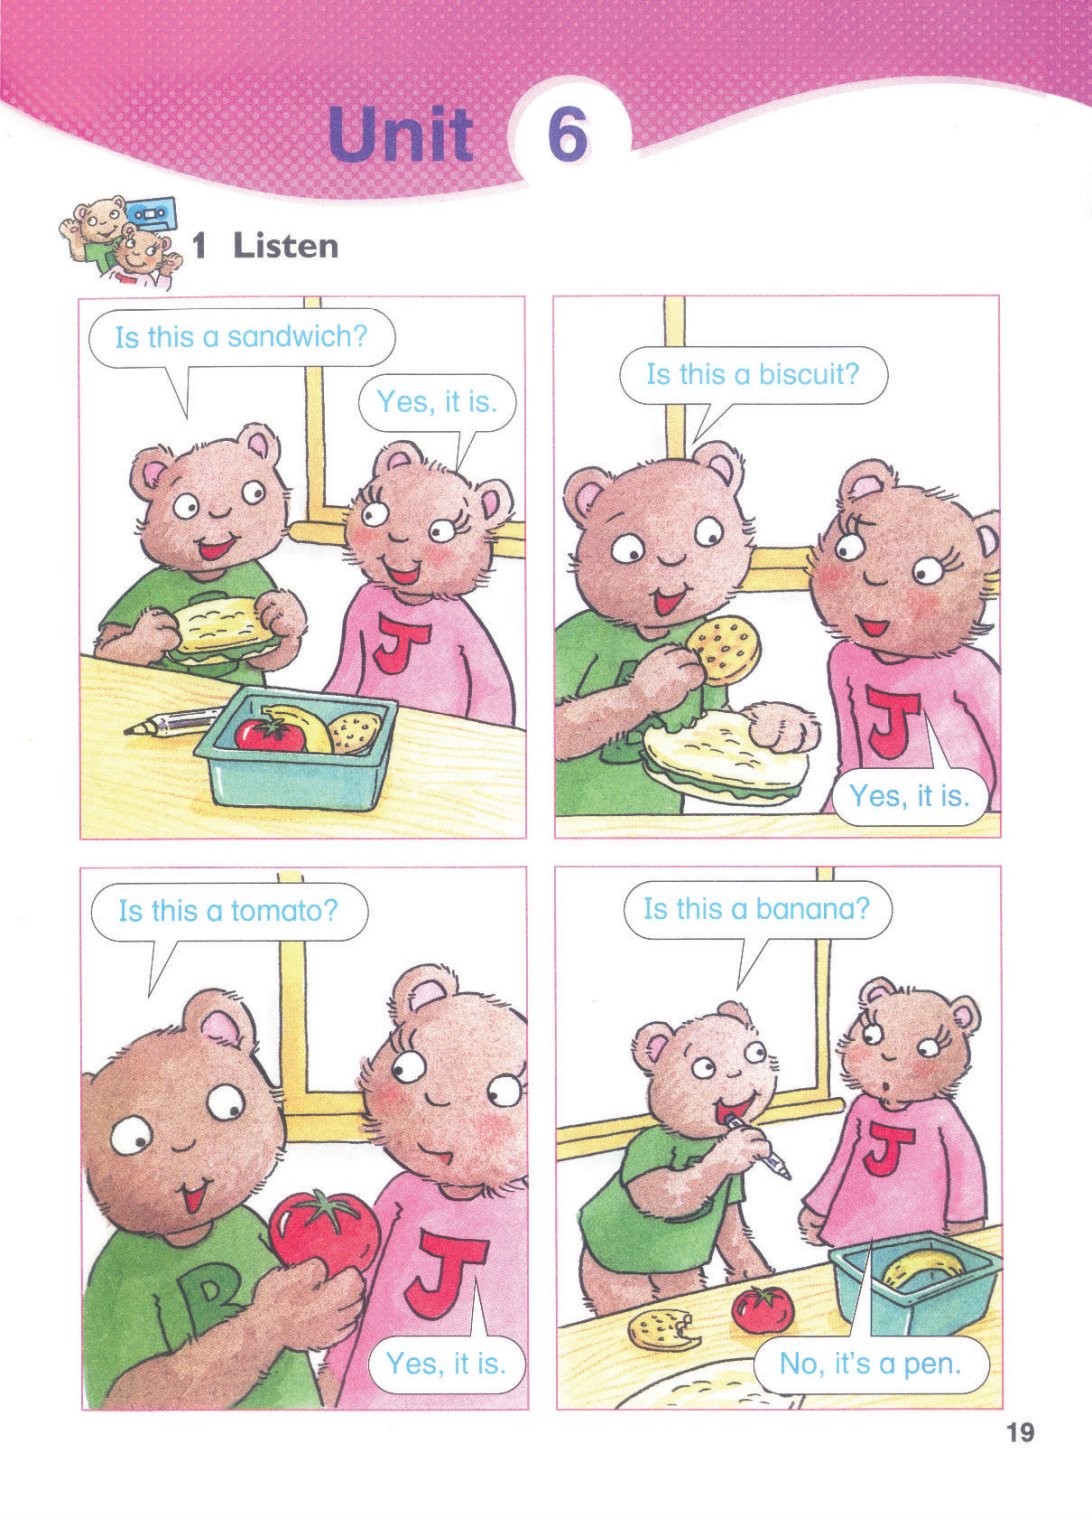 Unit 6
1 Listen
Is this a sandwich?
Yes, it is.
Is this a biscuit?
Yes, it is.
Is this a tomato?
Yes, it is.
Is this a banana?
No, it's a pen.
J
J
R
J
J
19